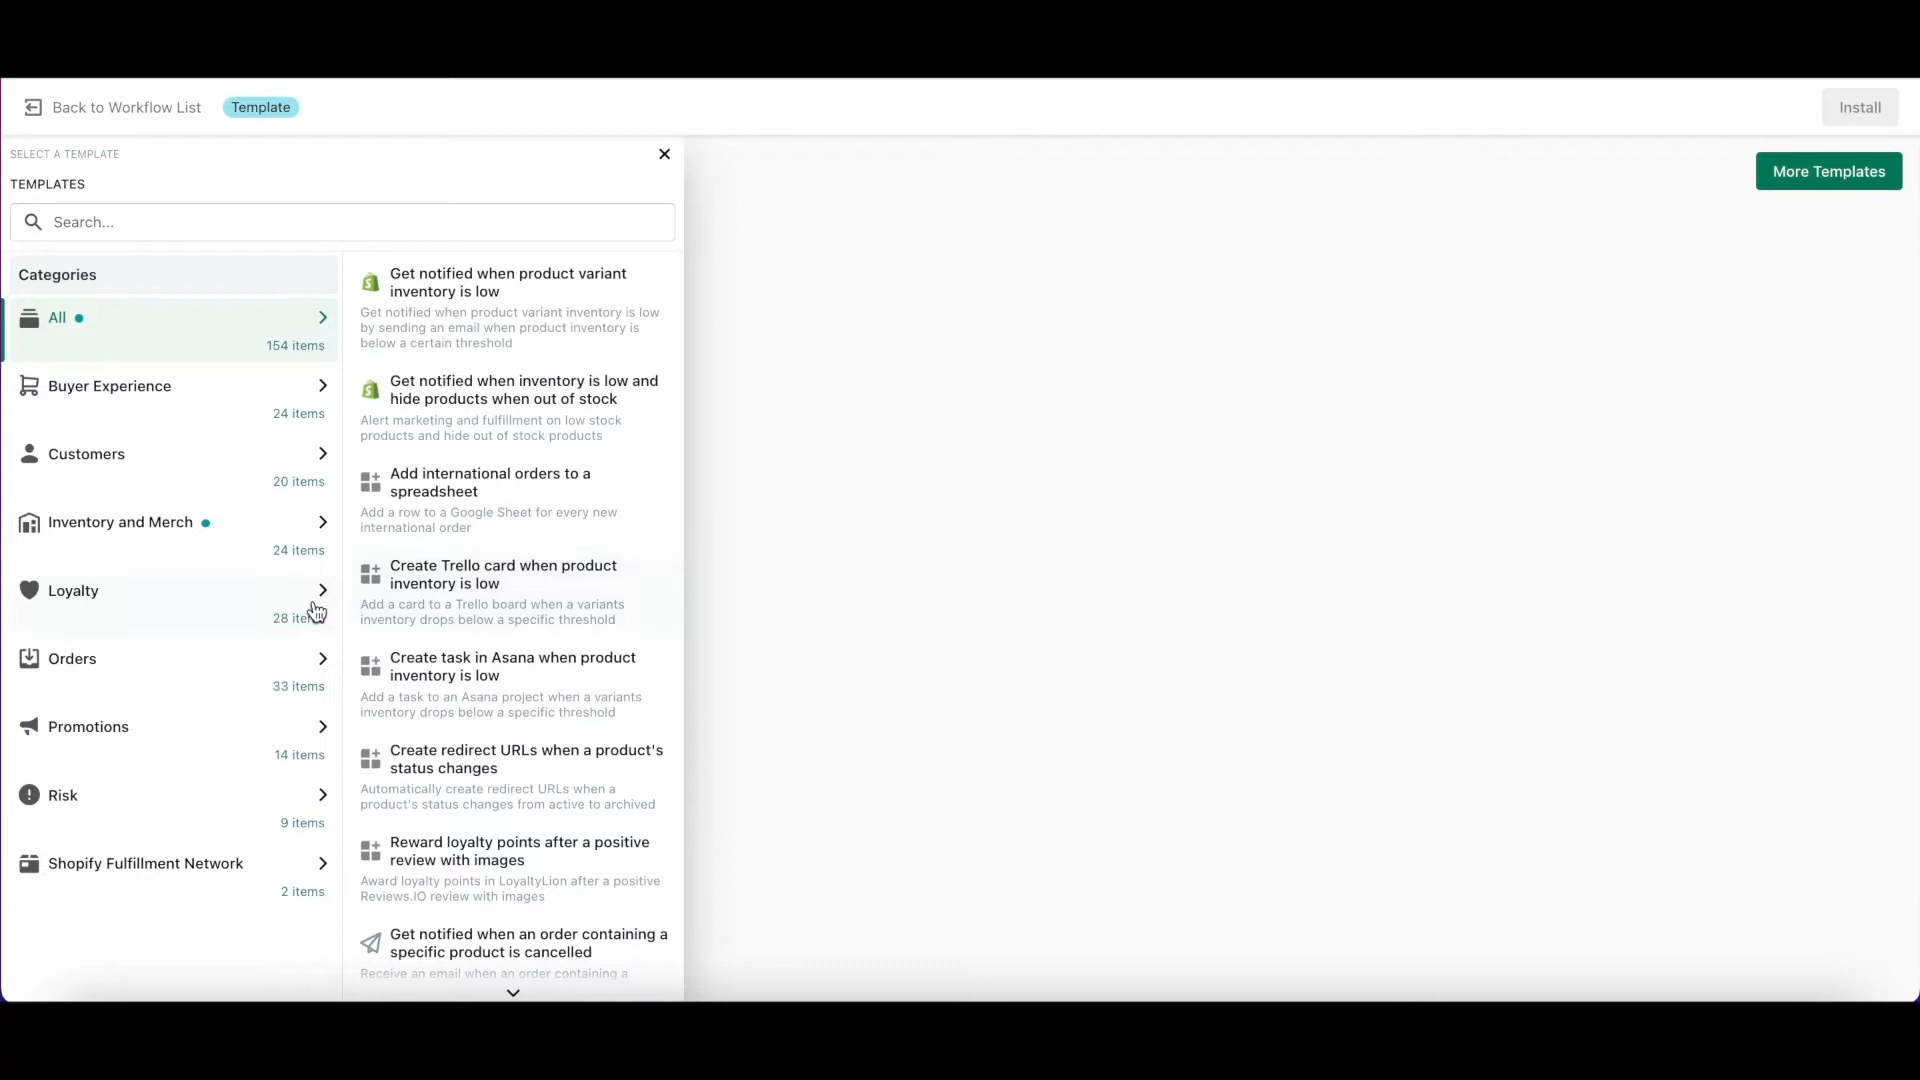 Back to Workflow List
Template
Install
SELECT A TEMPLATE
More Templates
TEMPLATES
Search...
Categories
All
154 items
Buyer Experience
24 items
Customers
20 items
Inventory and Merch
24 items
Loyalty
28
Orders
33 items
Promotions
14 items
Risk
9 items
Shopify Fulfillment Network
2 items
Get notified when product variant
inventory is low
Get notified when product variant inventory is low
by sending an email when product inventory is
below a certain threshold
Get notified when inventory is low and
hide products when out of stock
Alert marketing and fulfillment on low stock
products and hide out of stock products
Add international orders to a
spreadsheet
Add a row to a Google Sheet for every new
international order
Create Trello card when product
inventory is low
Add a card to a Trello board when a variants
inventory drops below a specific threshold
Create task in Asana when product
inventory is low
Add a task to an Asana project when a variants
inventory drops below a specific threshold
Create redirect URLs when a product's
status changes
Automatically create redirect URLs when a
product's status changes from active to archived
Reward loyalty points after a positive
review with images
Award loyalty points in LoyaltyLion after a positive
Reviews.IO review with images
Get notified when an order containing a
specific product is cancelled
Receive an email when an order containing a